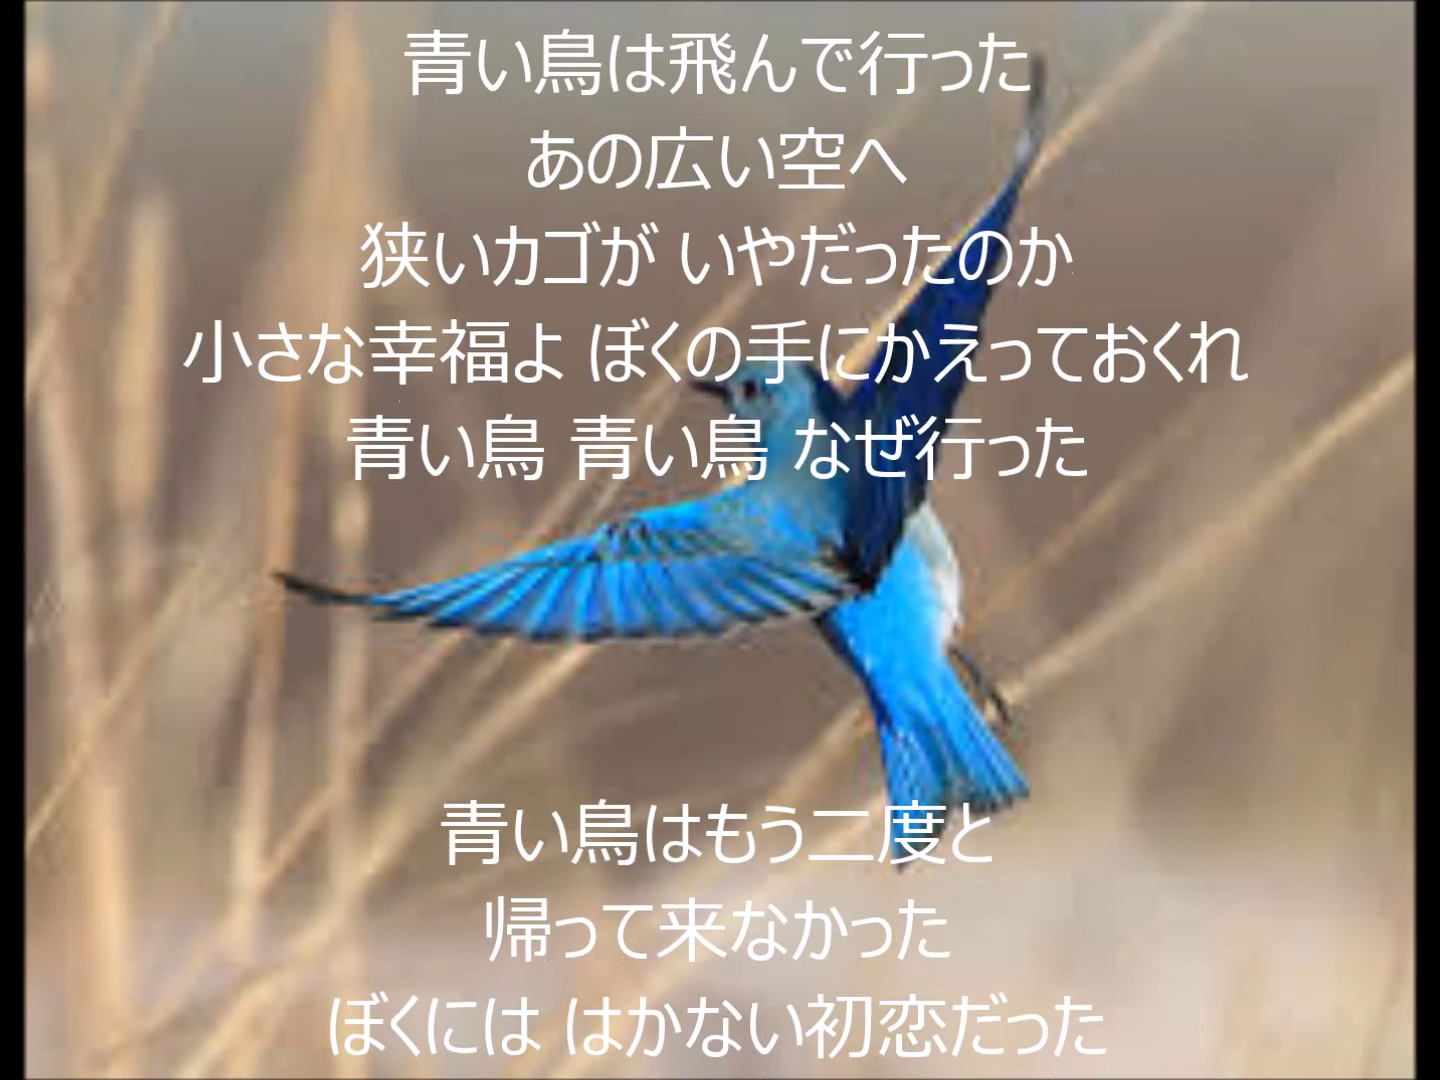 青い鳥は飛んで行った
あの広い空へ
狭いカゴが いやだったのか
小さな幸福よ ぼくの手にかえっておくれ
青い鳥 青い鳥 なぜ行った
青い鳥はもう二度と
帰って来なかった
ぼくには はかない初恋だった